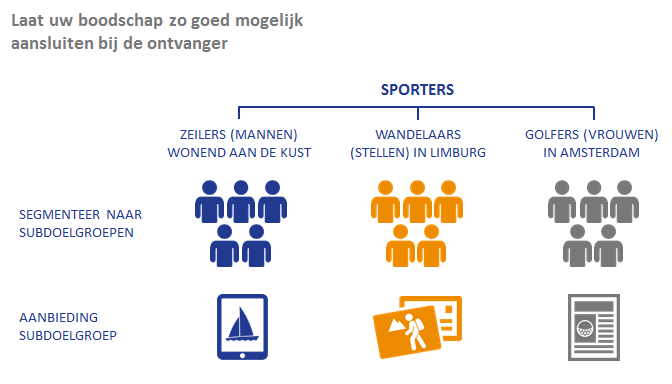 Laat uw boodschap zo goed mogelijk
aansluiten bij de ontvanger
SPORTERS
ZEILERS (MANNEN)
WONEND AAN DE KUST
WANDELAARS
(STELLEN) IN LIMBURG
GOLFERS (VROUWEN)
IN AMSTERDAM
SEGMENTEER NAAR
SUBDOELGROEPEN
AANBIEDING
SUBDOELGROEP